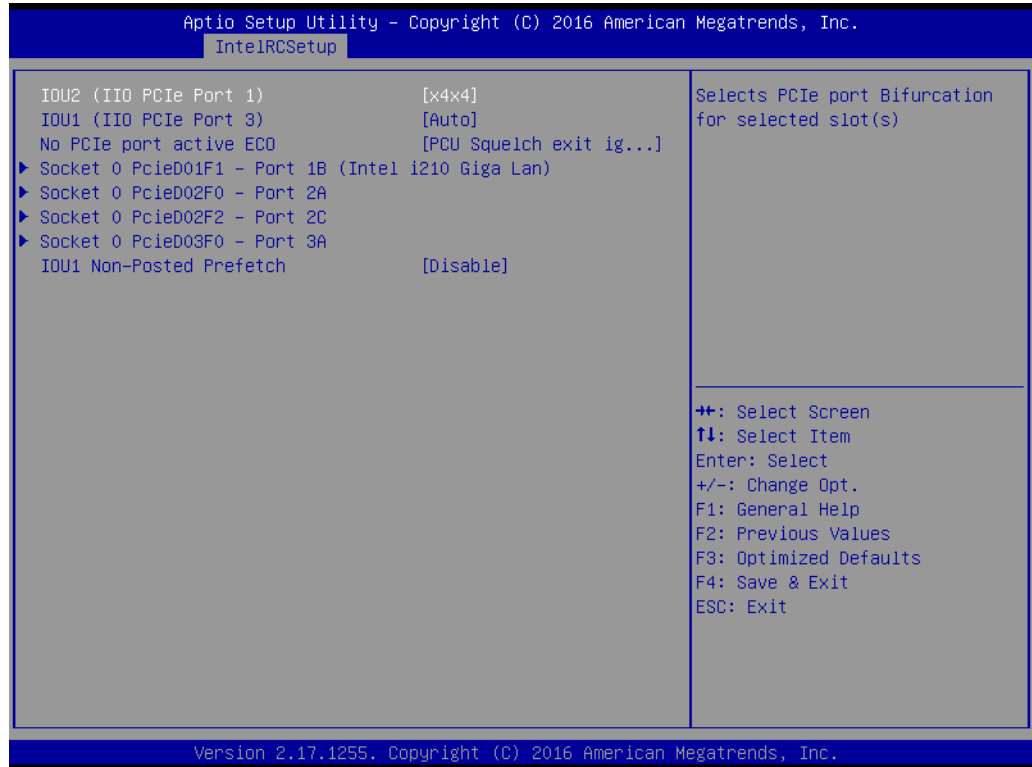 Aptio Setup Utility – Copyright (C) 2016 American Megatrends, Inc.
IntelRCSetup
IOU2 (IIO PCIe Port 1) [x4x4]
IOU1 (IIO PCIe Port 3) [Auto]
No PCIe port active ECO [PCU Squelch exit ig...]
▶ Socket 0 PcieD01F1 – Port 1B (Intel i210 Giga Lan)
▶ Socket 0 PcieD02F0 – Port 2A
▶ Socket 0 PcieD02F2 – Port 2C
▶ Socket 0 PcieD03F0 – Port 3A
IOU1 Non-Posted Prefetch [Disable]
Selects PCIe port Bifurcation
for selected slot(s)
→←: Select Screen
↑↓: Select Item
Enter: Select
+/-: Change Opt.
F1: General Help
F2: Previous Values
F3: Optimized Defaults
F4: Save & Exit
ESC: Exit
Version 2.17.1255. Copyright (C) 2016 American Megatrends, Inc.